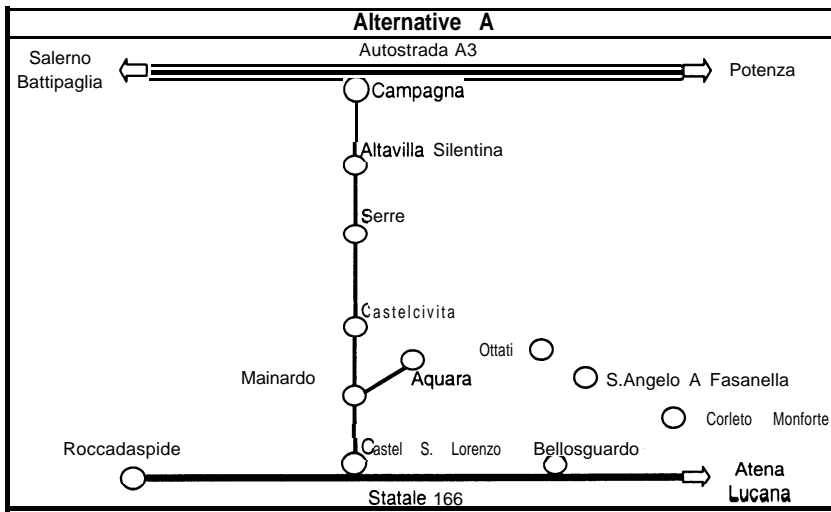 Alternative A
Autostrada A3
Salerno
Battipaglia
Potenza
Campagna
Altavilla Silentina
Serre
Castelcivita
Ottati
Mainardo
Aquara
S.Angelo A Fasanella
Corleto Monforte
Roccadaspide
Castel S. Lorenzo
Bellosguardo
Atena
Lucana
Statale 166